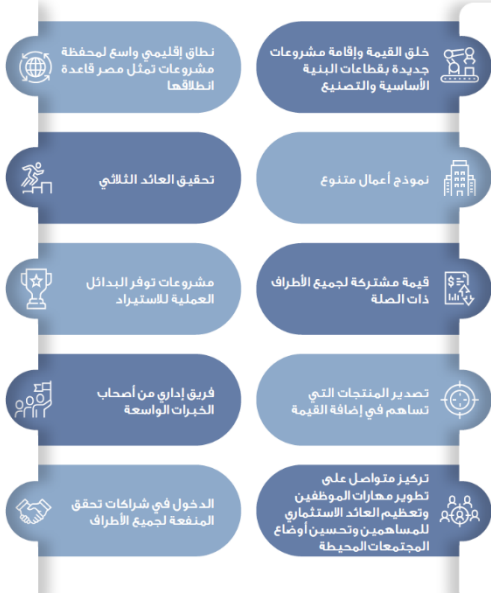 خلق القيمة وإقامة مشروعات
جديدة بقطاعات البنية
الأساسية والتصنيع
نطاق إقليمي واسع لمحفظة
مشروعات تمثل مصر قاعدة
انطلاقها
نموذج أعمال متنوع
تحقيق العائد الثلاثي
قيمة مشتركة لجميع الأطراف
ذات الصلة
مشروعات توفر البدائل
العملية للاستيراد
تصدير المنتجات التي
تساهم في إضافة القيمة
فريق إداري من أصحاب
الخبرات الواسعة
تركيز متواصل على
تطوير مهارات الموظفين
وتعظيم العائد الاستثماري
للمساهمين وتحسين أوضاع
المجتمعات المحيطة
الدخول في شراكات تحقق
المنفعة لجميع الأطراف